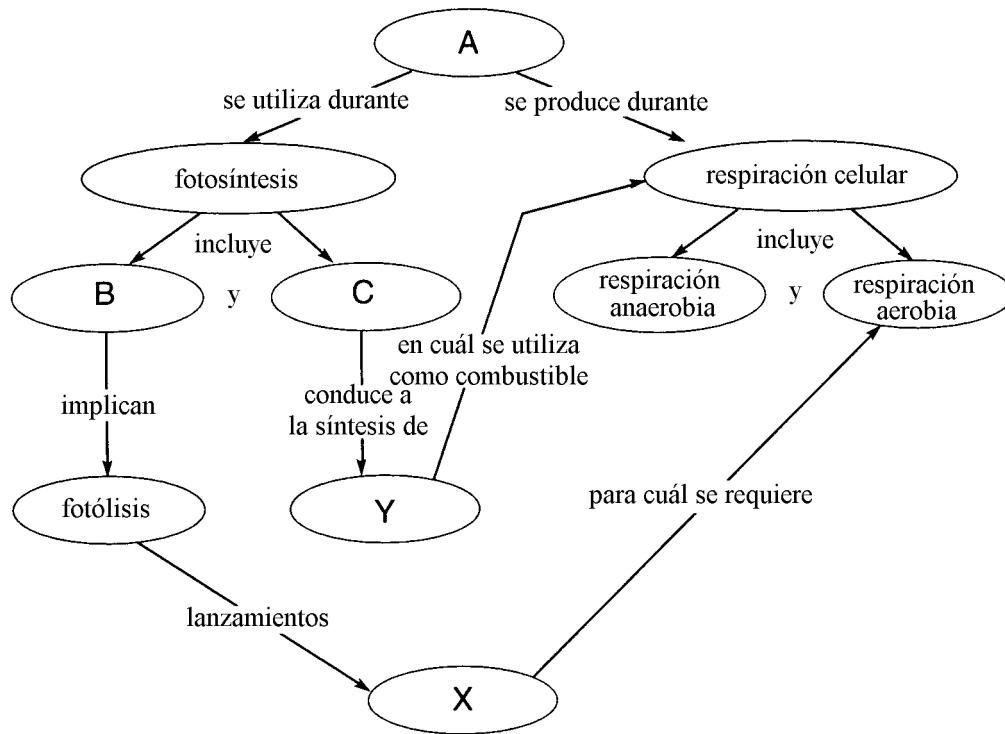 A
se utiliza durante
se produce durante
fotosíntesis
respiración celular
incluye
incluye
B
y
C
respiración
anaerobia
y
respiración
aerobia
en cuál se utiliza
como combustible
implican
conduce a
la síntesis de
fotólisis
Y
para cuál se requiere
lanzamientos
X